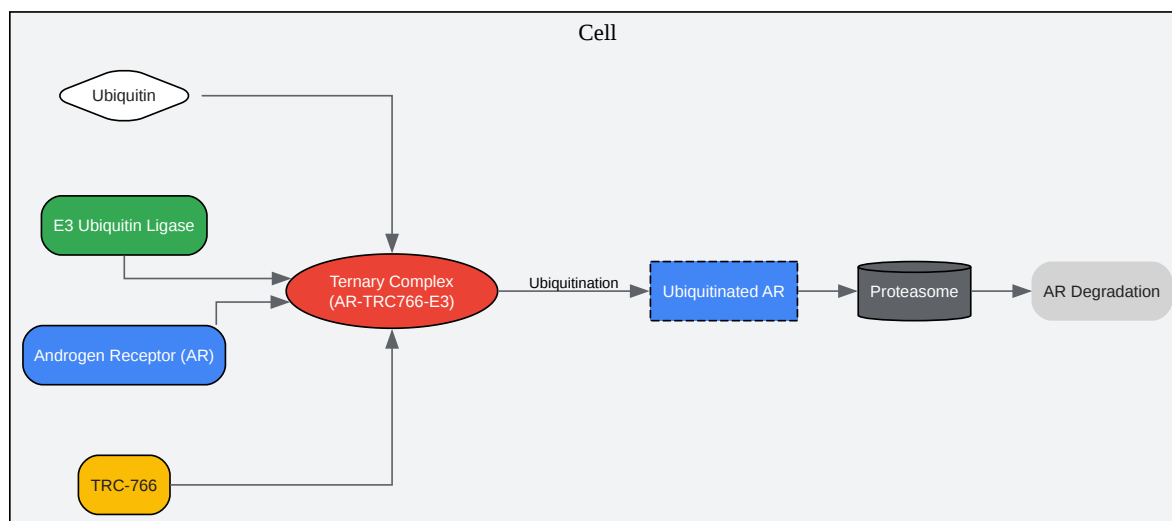 Cell
Ubiquitin
E3 Ubiquitin Ligase
Androgen Receptor (AR)
TRC-766
Ternary Complex
(AR-TRC766-E3)
Ubiquitination
Ubiquitinated AR
Proteasome
AR Degradation